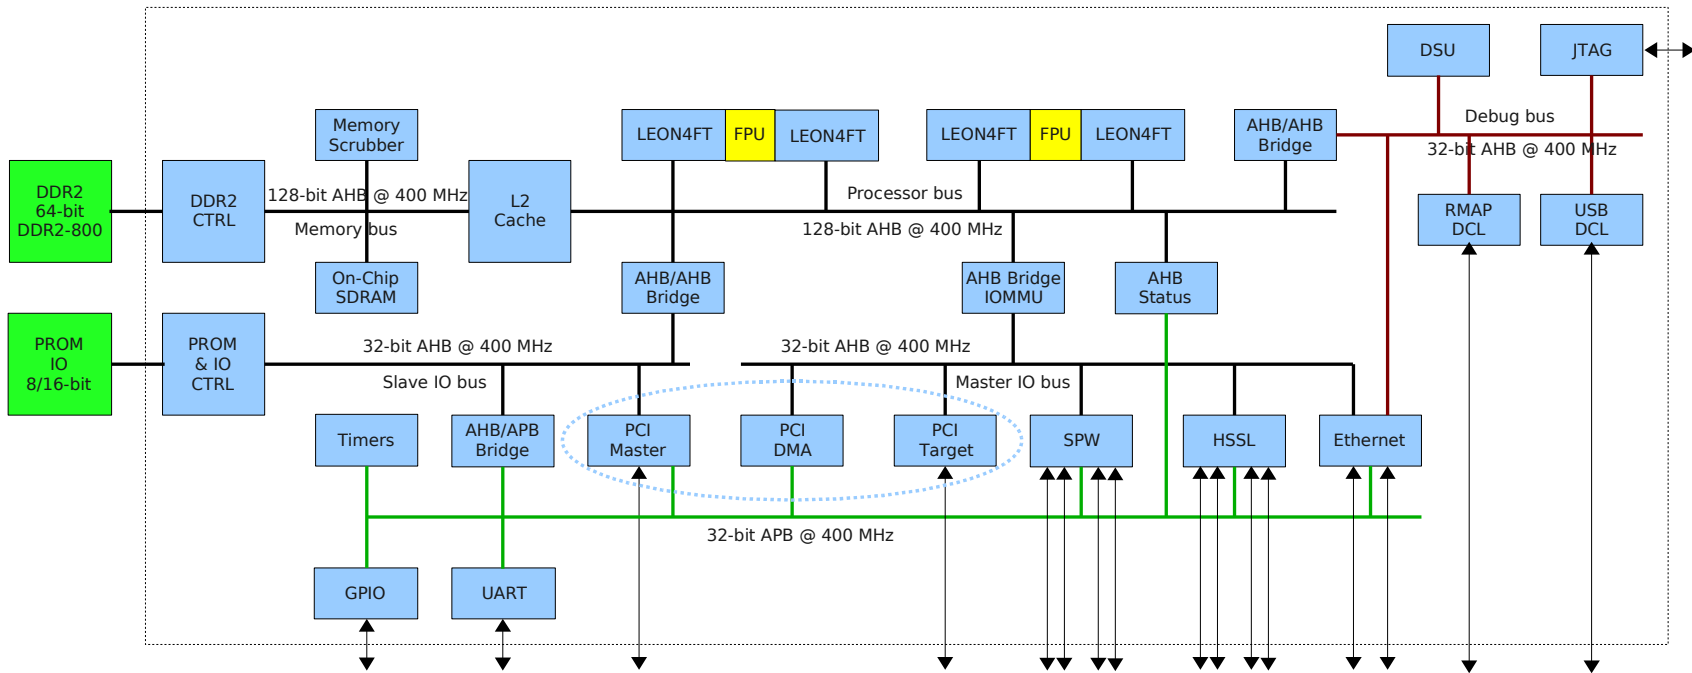 DSU
JTAG
Memory
Scrubber
LEON4FT
FPU
LEON4FT
LEON4FT
FPU
LEON4FT
AHB/AHB
Bridge
Debug bus
32-bit AHB @ 400 MHz
DDR2
64-bit
DDR2-800
DDR2
CTRL
128-bit AHB @ 400 MHz
Memory bus
L2
Cache
Processor bus
128-bit AHB @ 400 MHz
RMAP
DCL
USB
DCL
On-Chip
SDRAM
AHB/AHB
Bridge
AHB Bridge
IOMMU
AHB
Status
PROM
IO
8/16-bit
PROM
& IO
CTRL
32-bit AHB @ 400 MHz
Slave IO bus
32-bit AHB @ 400 MHz
Master IO bus
Timers
AHB/APB
Bridge
PCI
Master
PCI
DMA
PCI
Target
SPW
HSSL
Ethernet
32-bit APB @ 400 MHz
GPIO
UART